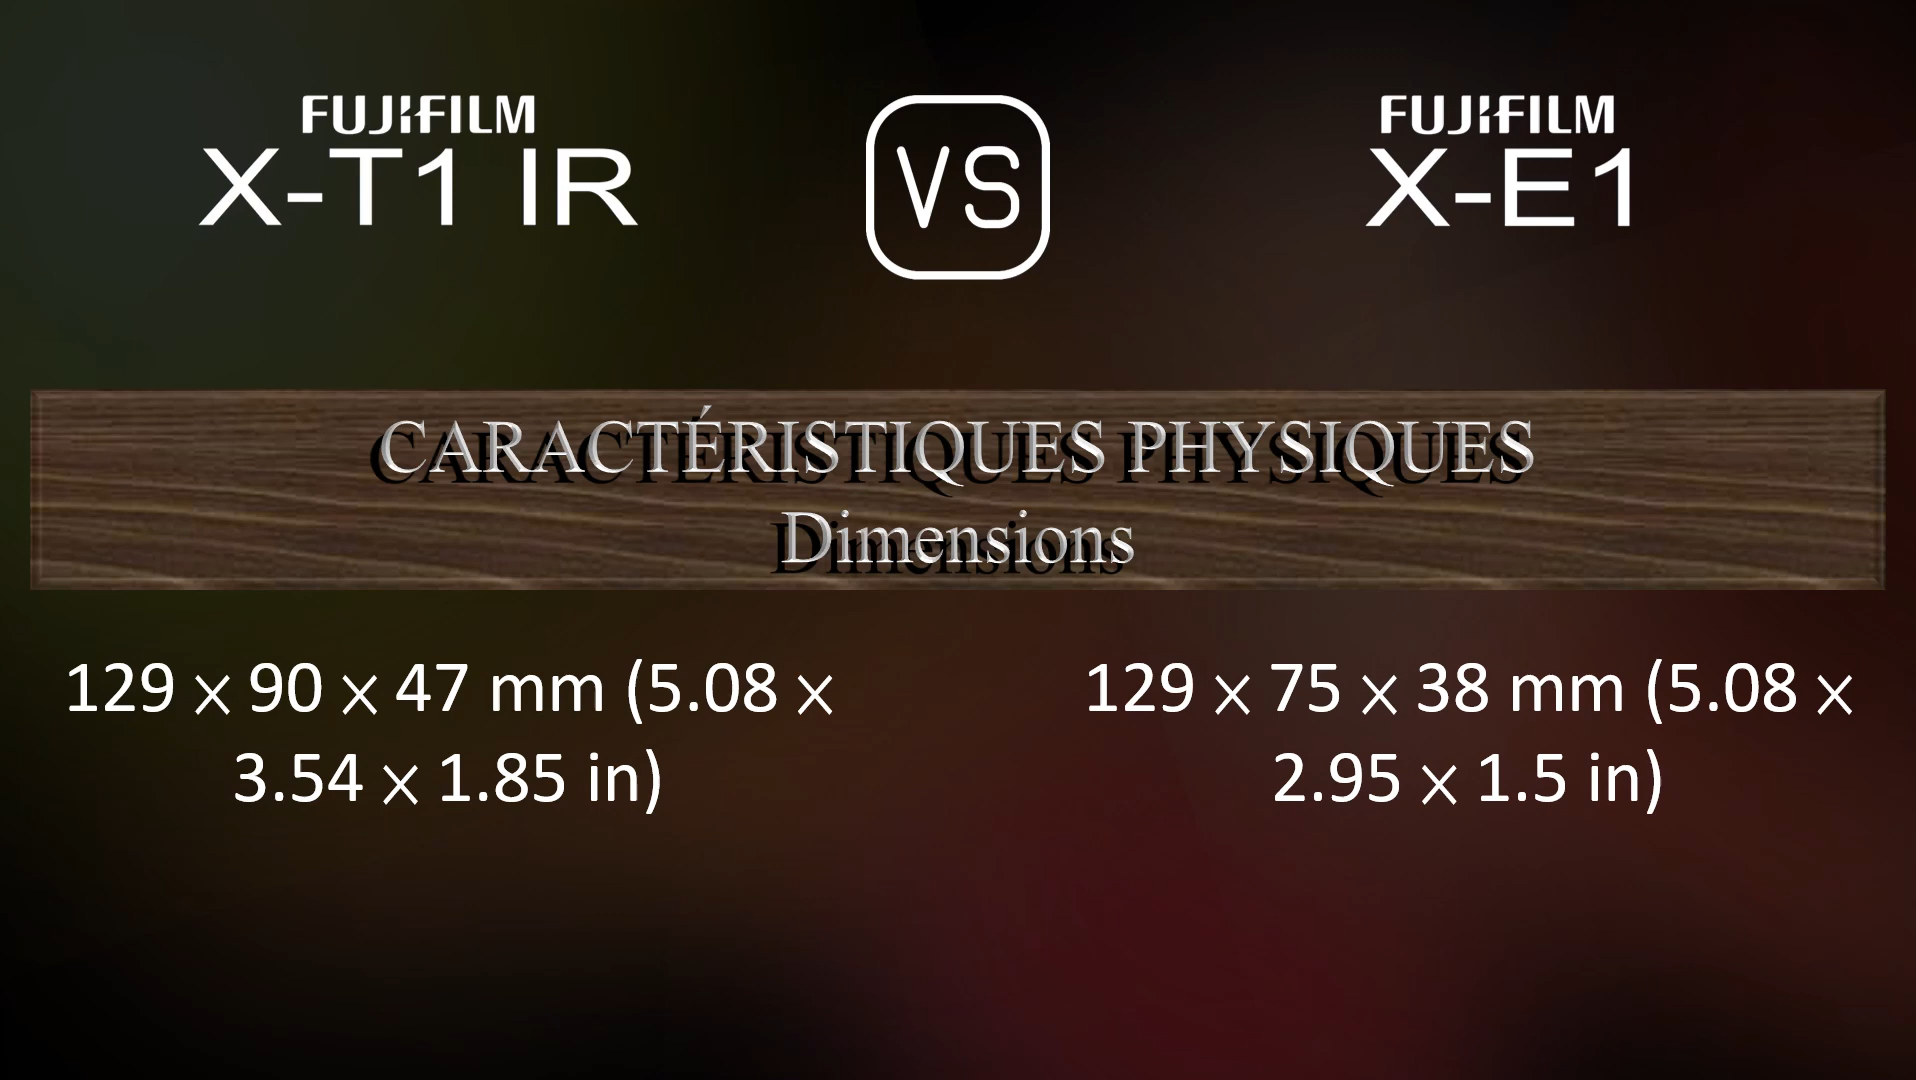 FUJIFILM
X-T1 IR
VS
FUJIFILM
X-E1
CARACTÉRISTIQUES PHYSIQUES
Dimensions
129 x 90 x 47 mm (5.08 x
3.54 x 1.85 in)
129 x 75 x 38 mm (5.08 x
2.95 x 1.5 in)